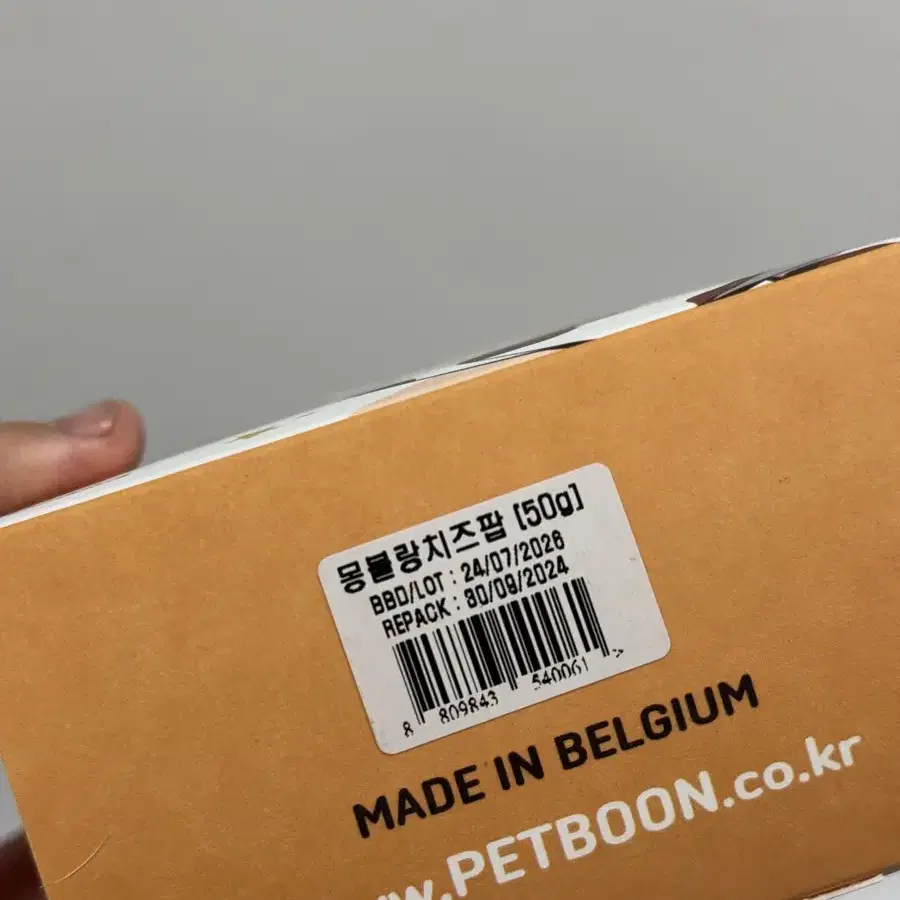 몽블랑치즈팝 [50g]
BBD/LOT : 24/07/2026
REPACK : 30/09/2024
8 809843 540061 >
MADE IN BELGIUM
www.PETBOON.co.kr